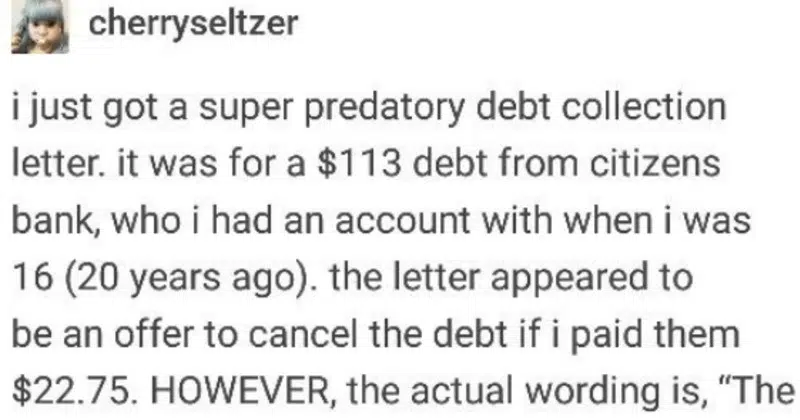 cherryseltzer
i just got a super predatory debt collection
letter. it was for a $113 debt from citizens
bank, who i had an account with when i was
16 (20 years ago). the letter appeared to
be an offer to cancel the debt if i paid them
$22.75. HOWEVER, the actual wording is, “The